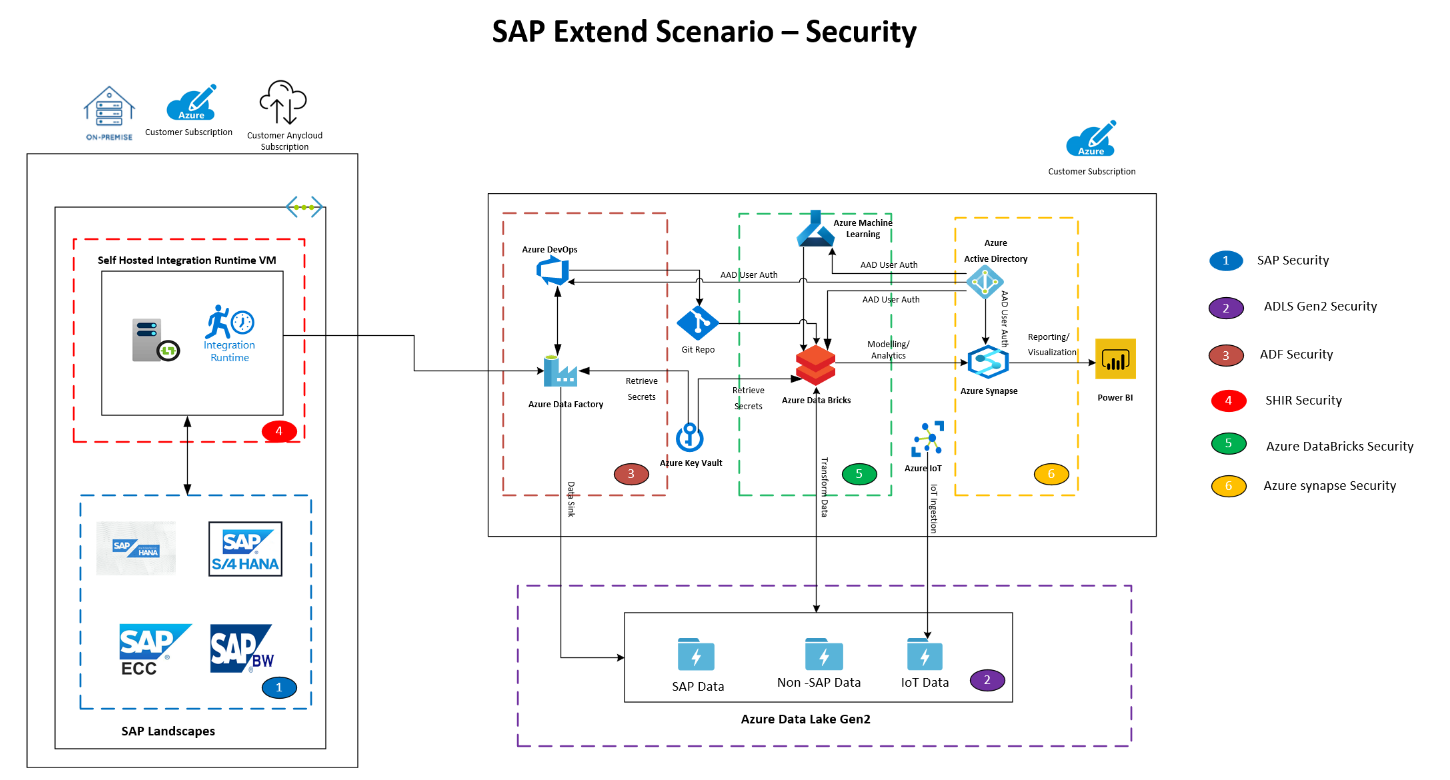 SAP Extend Scenario – Security
ON-PREMISE
Azure
Customer Subscription
Customer Anycloud
Subscription
Azure
Customer Subscription
Self Hosted Integration Runtime VM
Integration
Runtime
4
SAP
HANA
SAP
S/4 HANA
SAP
ECC
SAP
BW
1
SAP Landscapes
Azure DevOps
Azure Machine
Learning
Azure
Active Directory
AAD User Auth
AAD User Auth
AAD User Auth
AAD User Auth
Git Repo
Modelling/
Analytics
Reporting/
Visualization
Azure Data Factory
Retrieve
Secrets
Retrieve
Secrets
Azure Data Bricks
Azure Synapse
Power BI
Azure Key Vault
Azure IoT
3
5
6
Data Sink
Transform Data
IoT Ingestion
SAP Data
Non -SAP Data
IoT Data
2
Azure Data Lake Gen2
1 SAP Security
2 ADLS Gen2 Security
3 ADF Security
4 SHIR Security
5 Azure DataBricks Security
6 Azure synapse Security